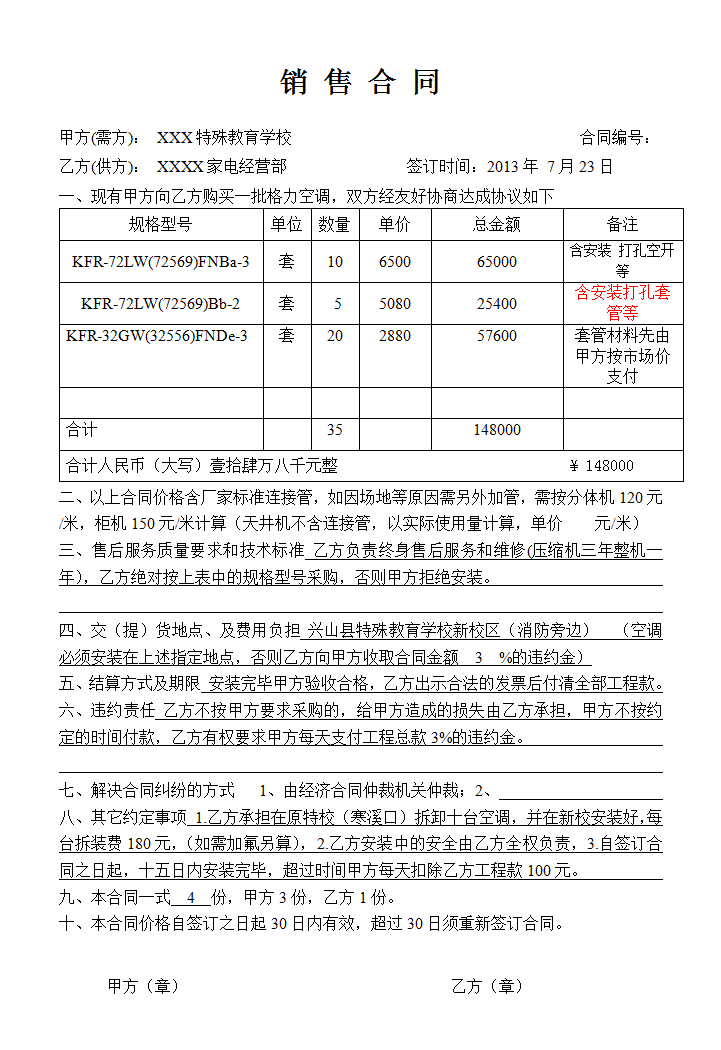 销 售 合 同
甲方(需方)： XXX特殊教育学校 合同编号：
乙方(供方)： XXXX家电经营部 签订时间：2013年 7月23日
一、现有甲方向乙方购买一批格力空调，双方经友好协商达成协议如下
规格型号 单位 数量 单价 总金额 备注
KFR-72LW(72569)FNBa-3 套 10 6500 65000 含安装 打孔空开
等
KFR-72LW(72569)Bb-2 套 5 5080 25400 含安装打孔套
管等
KFR-32GW(32556)FNDe-3 套 20 2880 57600 套管材料先由
甲方按市场价
支付
合计 35 148000
合计人民币（大写）壹拾肆万八千元整 ￥148000
二、以上合同价格含厂家标准连接管，如因场地等原因需另外加管，需按分体机120元
/米，柜机150元/米计算（天井机不含连接管，以实际使用量计算，单价 元/米）
三、售后服务质量要求和技术标准 乙方负责终身售后服务和维修(压缩机三年整机一
年)，乙方绝对按上表中的规格型号采购，否则甲方拒绝安装。
四、交（提）货地点、及费用负担 兴山县特殊教育学校新校区（消防旁边） （空调
必须安装在上述指定地点，否则乙方向甲方收取合同金额 3 %的违约金）
五、结算方式及期限 安装完毕甲方验收合格，乙方出示合法的发票后付清全部工程款。
六、违约责任 乙方不按甲方要求采购的，给甲方造成的损失由乙方承担，甲方不按约
定的时间付款，乙方有权要求甲方每天支付工程总款3%的违约金。
七、解决合同纠纷的方式 1、由经济合同仲裁机关仲裁；2、
八、其它约定事项 1.乙方承担在原特校（寒溪口）拆卸十台空调，并在新校安装好，每
台拆装费180元，（如需加氟另算），2.乙方安装中的安全由乙方全权负责，3.自签订合
同之日起，十五日内安装完毕，超过时间甲方每天扣除乙方工程款100元。
九、本合同一式 4 份，甲方3份，乙方1份。
十、本合同价格自签订之日起30日内有效，超过30日须重新签订合同。
甲方（章） 乙方（章）